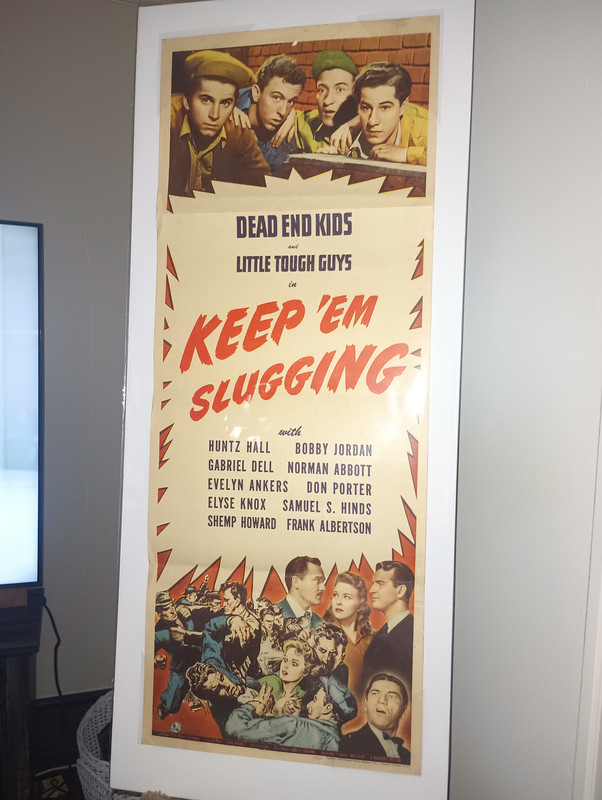 DEAD END KIDS
and
LITTLE TOUGH GUYS
in
KEEP 'EM
SLUGGING
with
HUNTZ HALL BOBBY JORDAN
GABRIEL DELL NORMAN ABBOTT
EVELYN ANKERS DON PORTER
ELYSE KNOX SAMUEL S. HINDS
SHEMP HOWARD FRANK ALBERTSON